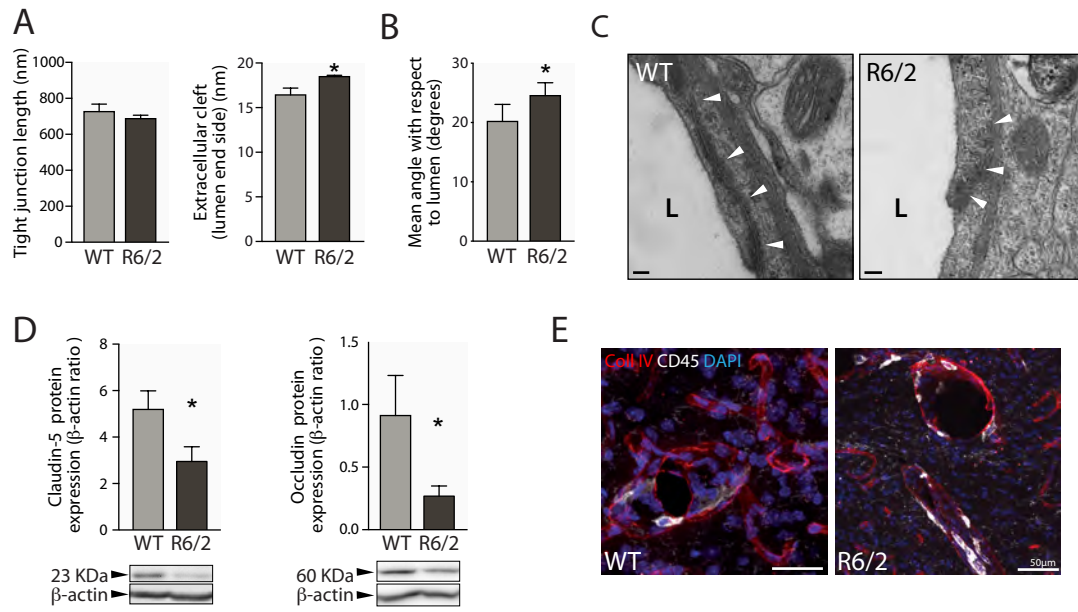 A
Tight junction length (nm)
1000
800
600
400
200
0
WT R6/2
Extracellular cleft
(lumen end side) (nm)
20
15
10
5
0
*
WT R6/2
B
Mean angle with respect
to lumen (degrees)
30
20
10
0
*
WT R6/2
C
WT
L
R6/2
L
D
Claudin-5 protein
expression (β-actin ratio)
8
6
4
2
0
*
WT R6/2
23 KDa
β-actin
Occludin protein
expression (β-actin ratio)
1.5
1.0
0.5
0.0
*
WT R6/2
60 KDa
β-actin
E
Coll IV CD45 DAPI
WT
R6/2
50μm